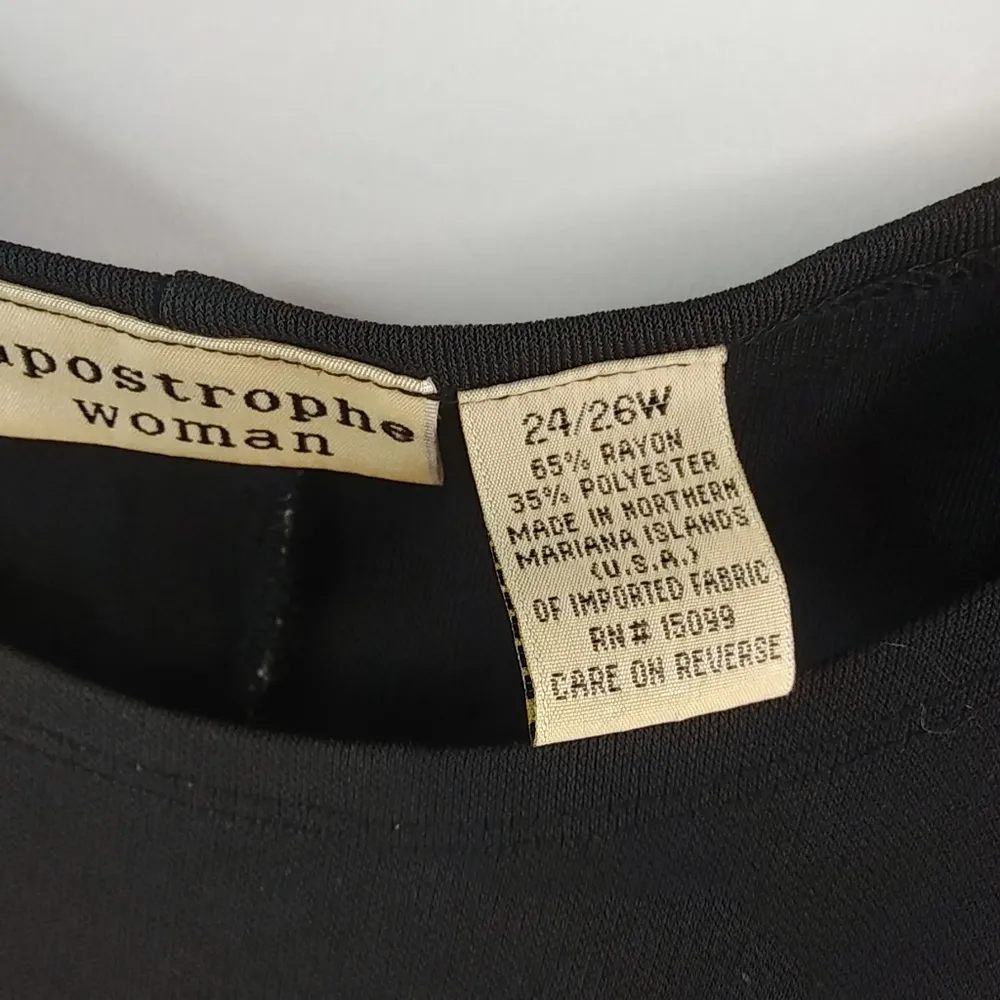 apostrophe
woman
24/26W
65% RAYON
35% POLYESTER
MADE IN NORTHERN
MARIANA ISLANDS
(U.S.A.)
OF IMPORTED FABRIC
RN# 15099
CARE ON REVERSE